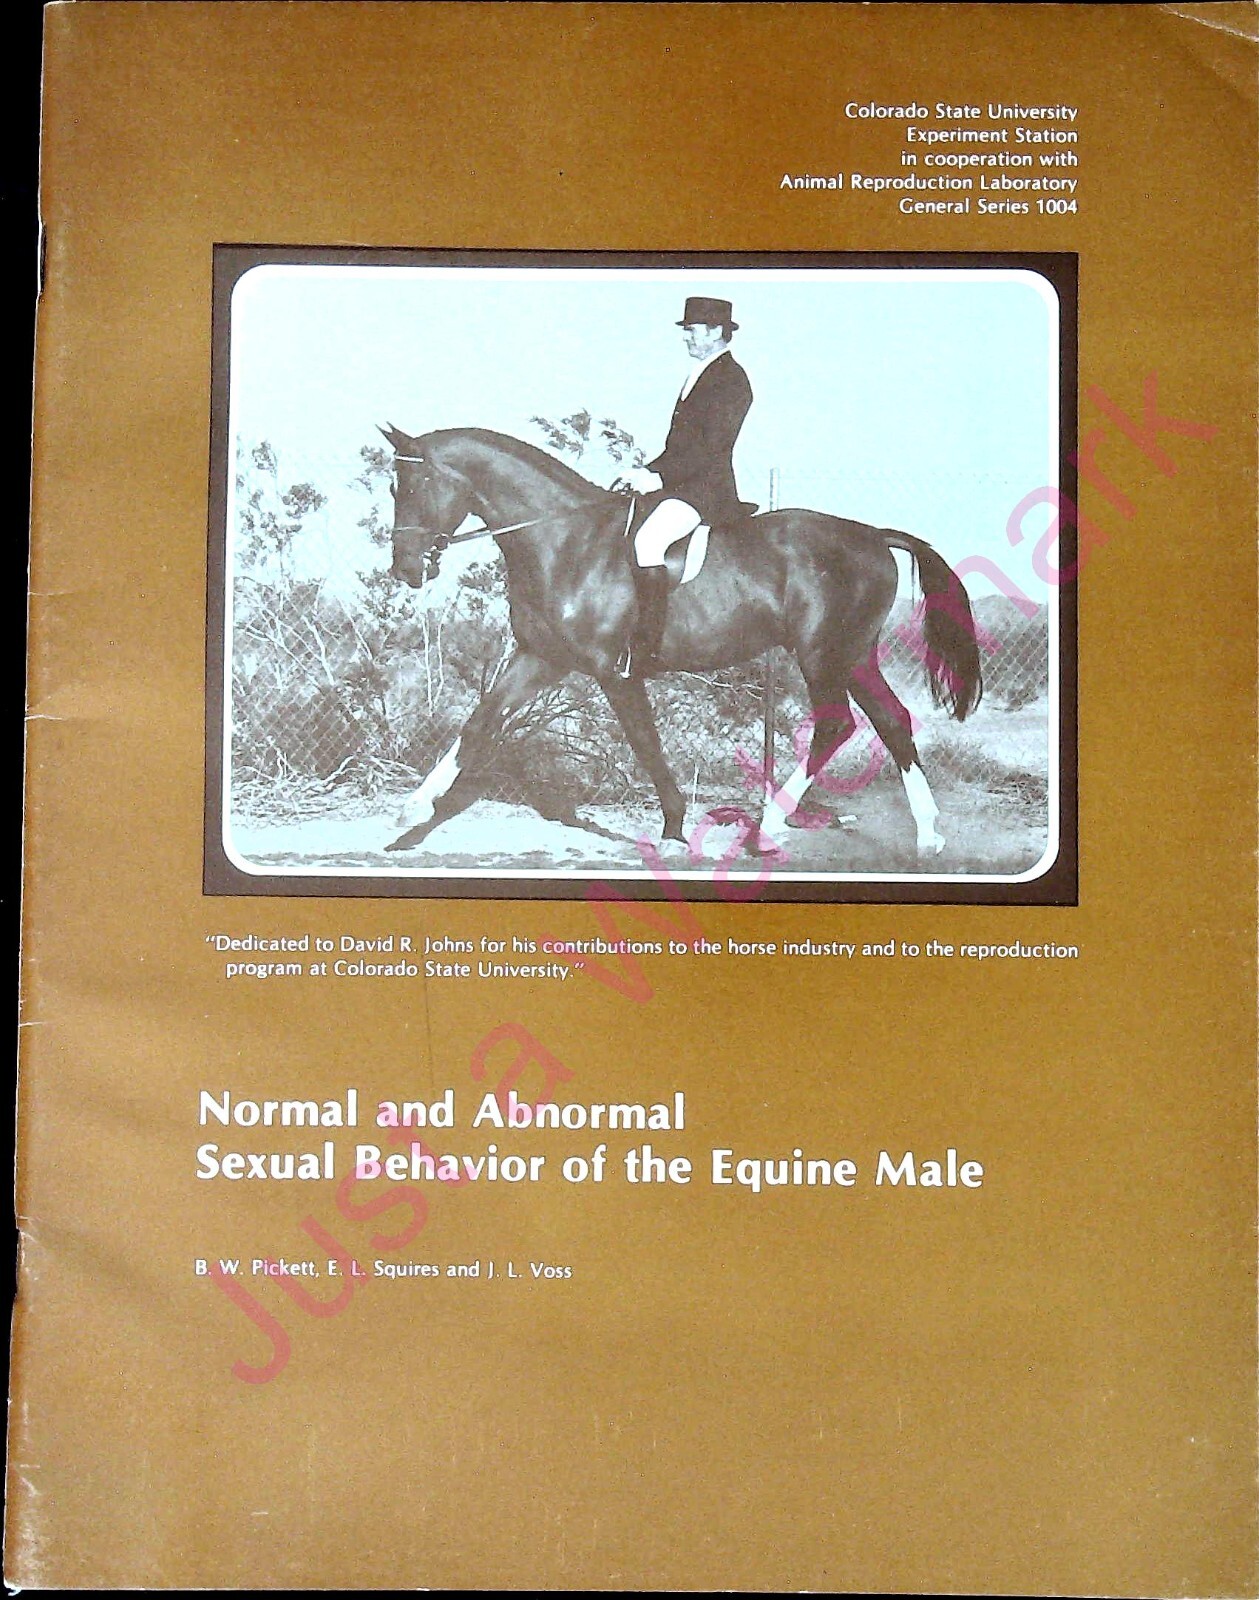 Colorado State University
Experiment Station
in cooperation with
Animal Reproduction Laboratory
General Series 1004
"Dedicated to David R. Johns for his contributions to the horse industry and to the reproduction
program at Colorado State University."
Normal and Abnormal
Sexual Behavior of the Equine Male
B. W. Pickett, E. L. Squires and J. L. Voss
Just a Watermark